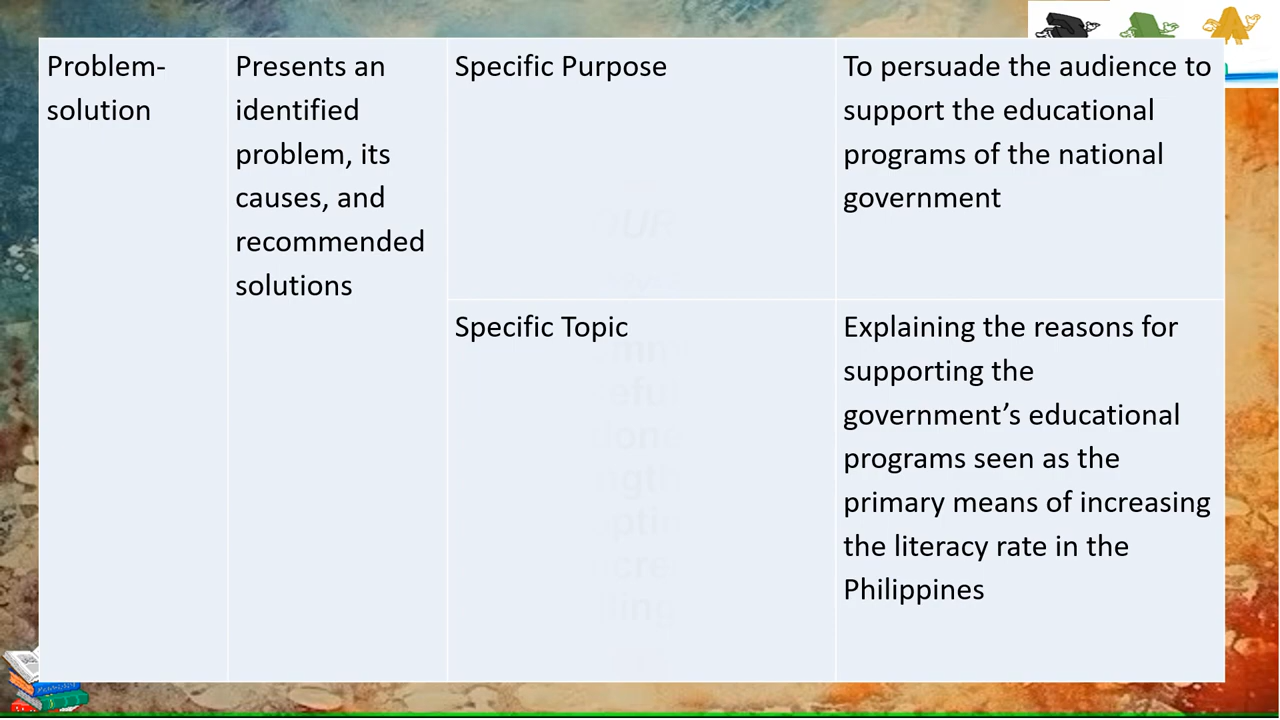 Problem-
solution
Presents an
identified
problem, its
causes, and
recommended
solutions
Specific Purpose
To persuade the audience to
support the educational
programs of the national
government
Specific Topic
Explaining the reasons for
supporting the
government’s educational
programs seen as the
primary means of increasing
the literacy rate in the
Philippines